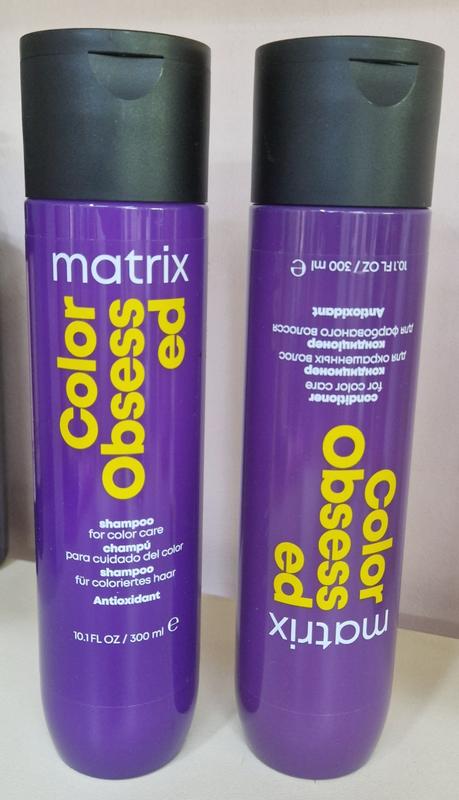 matrix
Color
Obsess
ed
shampoo
for color care
champú
para cuidado del color
shampoo
für coloriertes haar
Antioxidant
10.1 FL OZ / 300 ml e
matrix
Color
Obsess
ed
conditioner
for color care
кондиционер
для окрашенных волос
кондиціонер
для фарбованого волосся
Antioxidant
10.1 FL OZ / 300 ml e